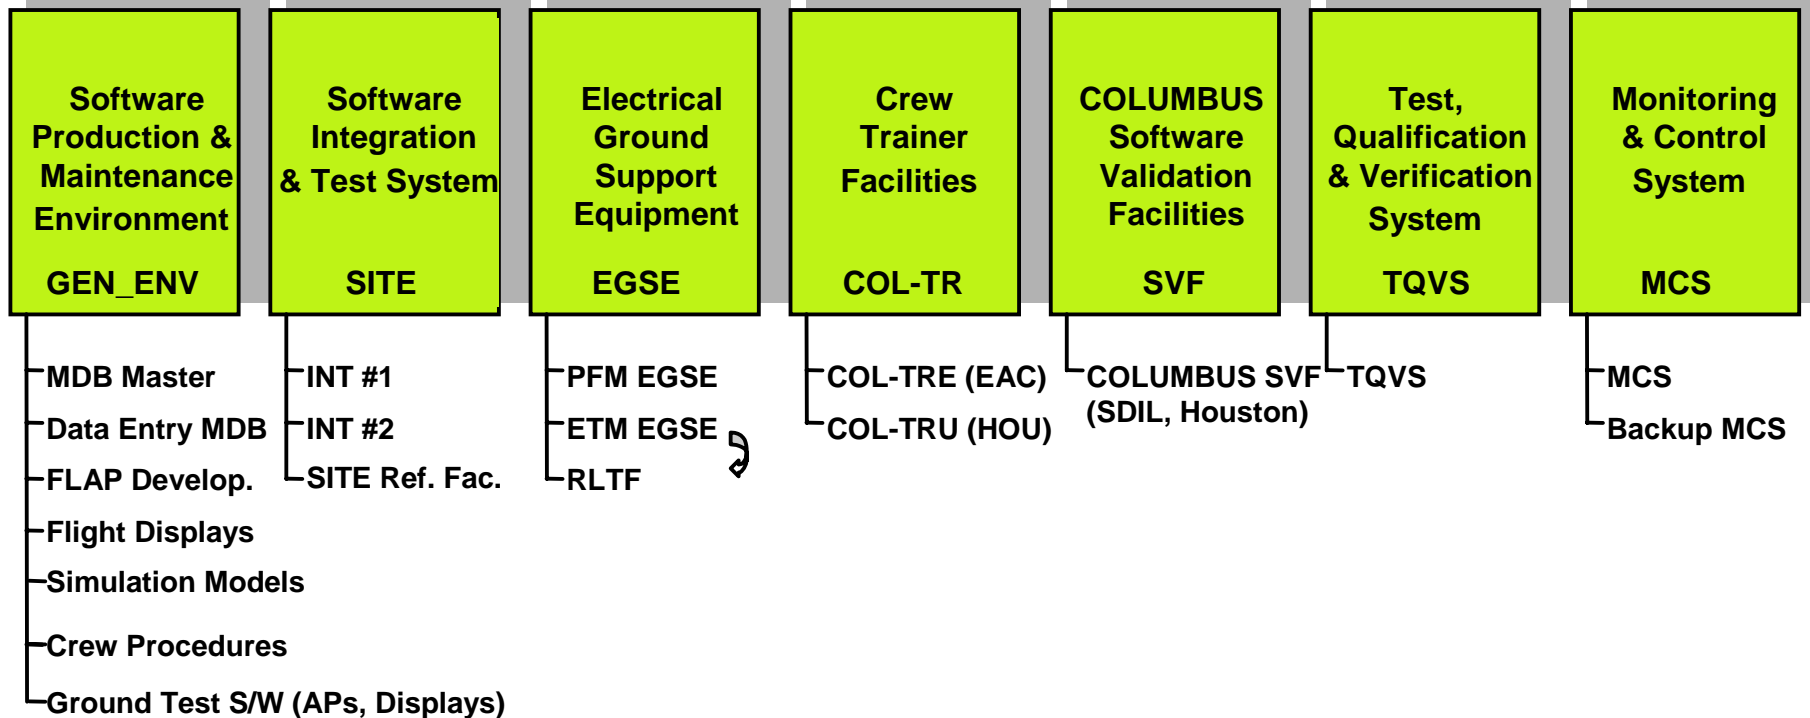 Software
Production &
Maintenance
Environment
GEN_ENV
MDB Master
Data Entry MDB
FLAP Develop.
Flight Displays
Simulation Models
Crew Procedures
Ground Test S/W (APs, Displays)
Software
Integration
& Test System
SITE
INT #1
INT #2
SITE Ref. Fac.
Electrical
Ground
Support
Equipment
EGSE
PFM EGSE
ETM EGSE
RLTF
Crew
Trainer
Facilities
COL-TR
COL-TRE (EAC)
COL-TRU (HOU)
COLUMBUS
Software
Validation
Facilities
SVF
COLUMBUS SVF
(SDIL, Houston)
Test,
Qualification
& Verification
System
TQVS
TQVS
Monitoring
& Control
System
MCS
MCS
Backup MCS